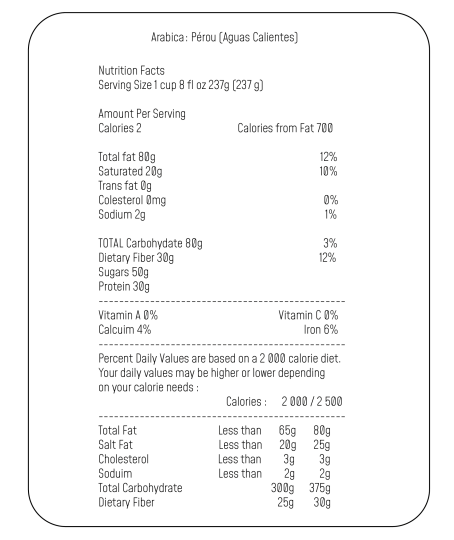 Arabica: Pérou (Aguas Calientes)
Nutrition Facts
Serving Size 1 cup 8 fl oz 237g (237 g)
Amount Per Serving
Calories 2 Calories from Fat 700
Total fat 80g 12%
Saturated 20g 10%
Trans fat 0g
Colesterol 0mg 0%
Sodium 2g 1%
TOTAL Carbohydate 80g 3%
Dietary Fiber 30g 12%
Sugars 50g
Protein 30g
Vitamin A 0% Vitamin C 0%
Calcuim 4% Iron 6%
Percent Daily Values are based on a 2 000 calorie diet.
Your daily values may be higher or lower depending
on your calorie needs :
Calories : 2 000 / 2 500
Total Fat Less than 65g 80g
Salt Fat Less than 20g 25g
Cholesterol Less than 3g 3g
Soduim Less than 2g 2g
Total Carbohydrate 300g 375g
Dietary Fiber 25g 30g